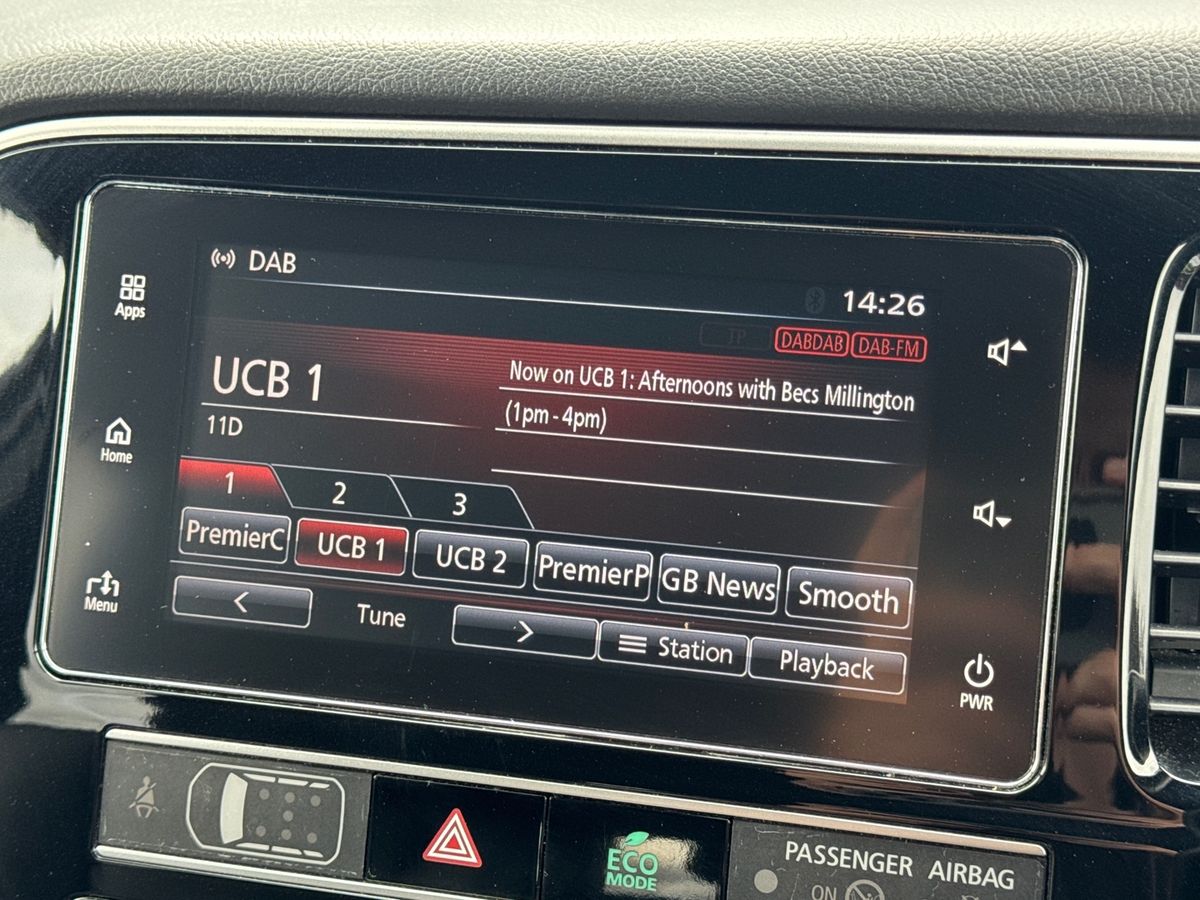 DAB
14:26
Apps
TP
DABDAB DAB-FM
UCB 1
Now on UCB 1: Afternoons with Becs Millington
(1pm - 4pm)
11D
Home
1 2 3
PremierC UCB 1 UCB 2 PremierP GB News Smooth
Menu
< Tune > Station Playback
PWR
ECO
MODE
PASSENGER AIRBAG
ON